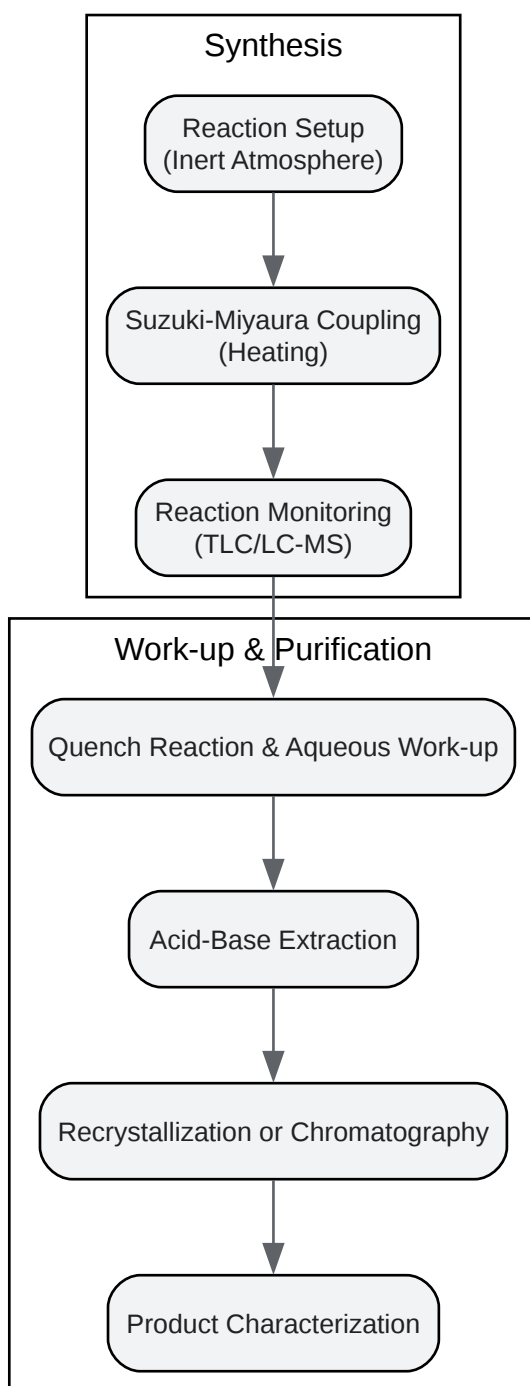 Synthesis
Reaction Setup
(Inert Atmosphere)
Suzuki-Miyaura Coupling
(Heating)
Reaction Monitoring
(TLC/LC-MS)
Work-up & Purification
Quench Reaction & Aqueous Work-up
Acid-Base Extraction
Recrystallization or Chromatography
Product Characterization